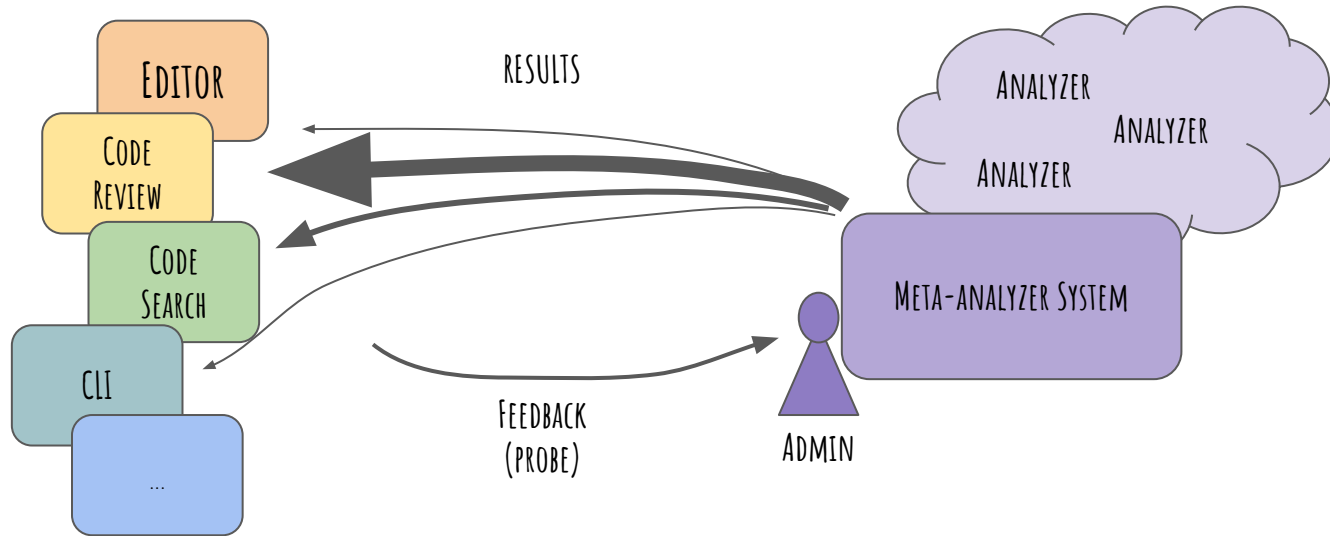 EDITOR
CODE
REVIEW
CODE
SEARCH
CLI
...
RESULTS
FEEDBACK
(PROBE)
ANALYZER
ANALYZER
ANALYZER
META-ANALYZER SYSTEM
ADMIN